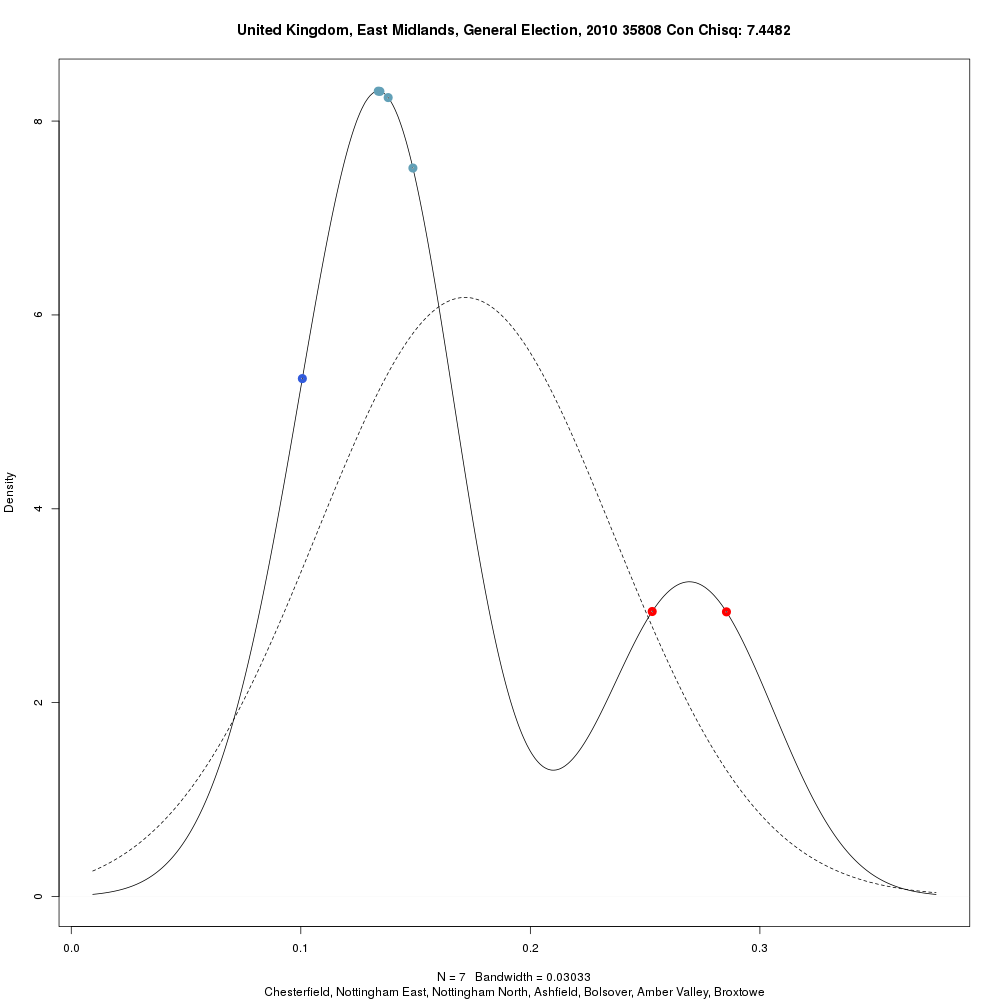 United Kingdom, East Midlands, General Election, 2010 35808 Con Chisq: 7.4482
8
6
4
2
0
Density
0.0 0.1 0.2 0.3
N = 7 Bandwidth = 0.03033
Chesterfield, Nottingham East, Nottingham North, Ashfield, Bolsover, Amber Valley, Broxtowe